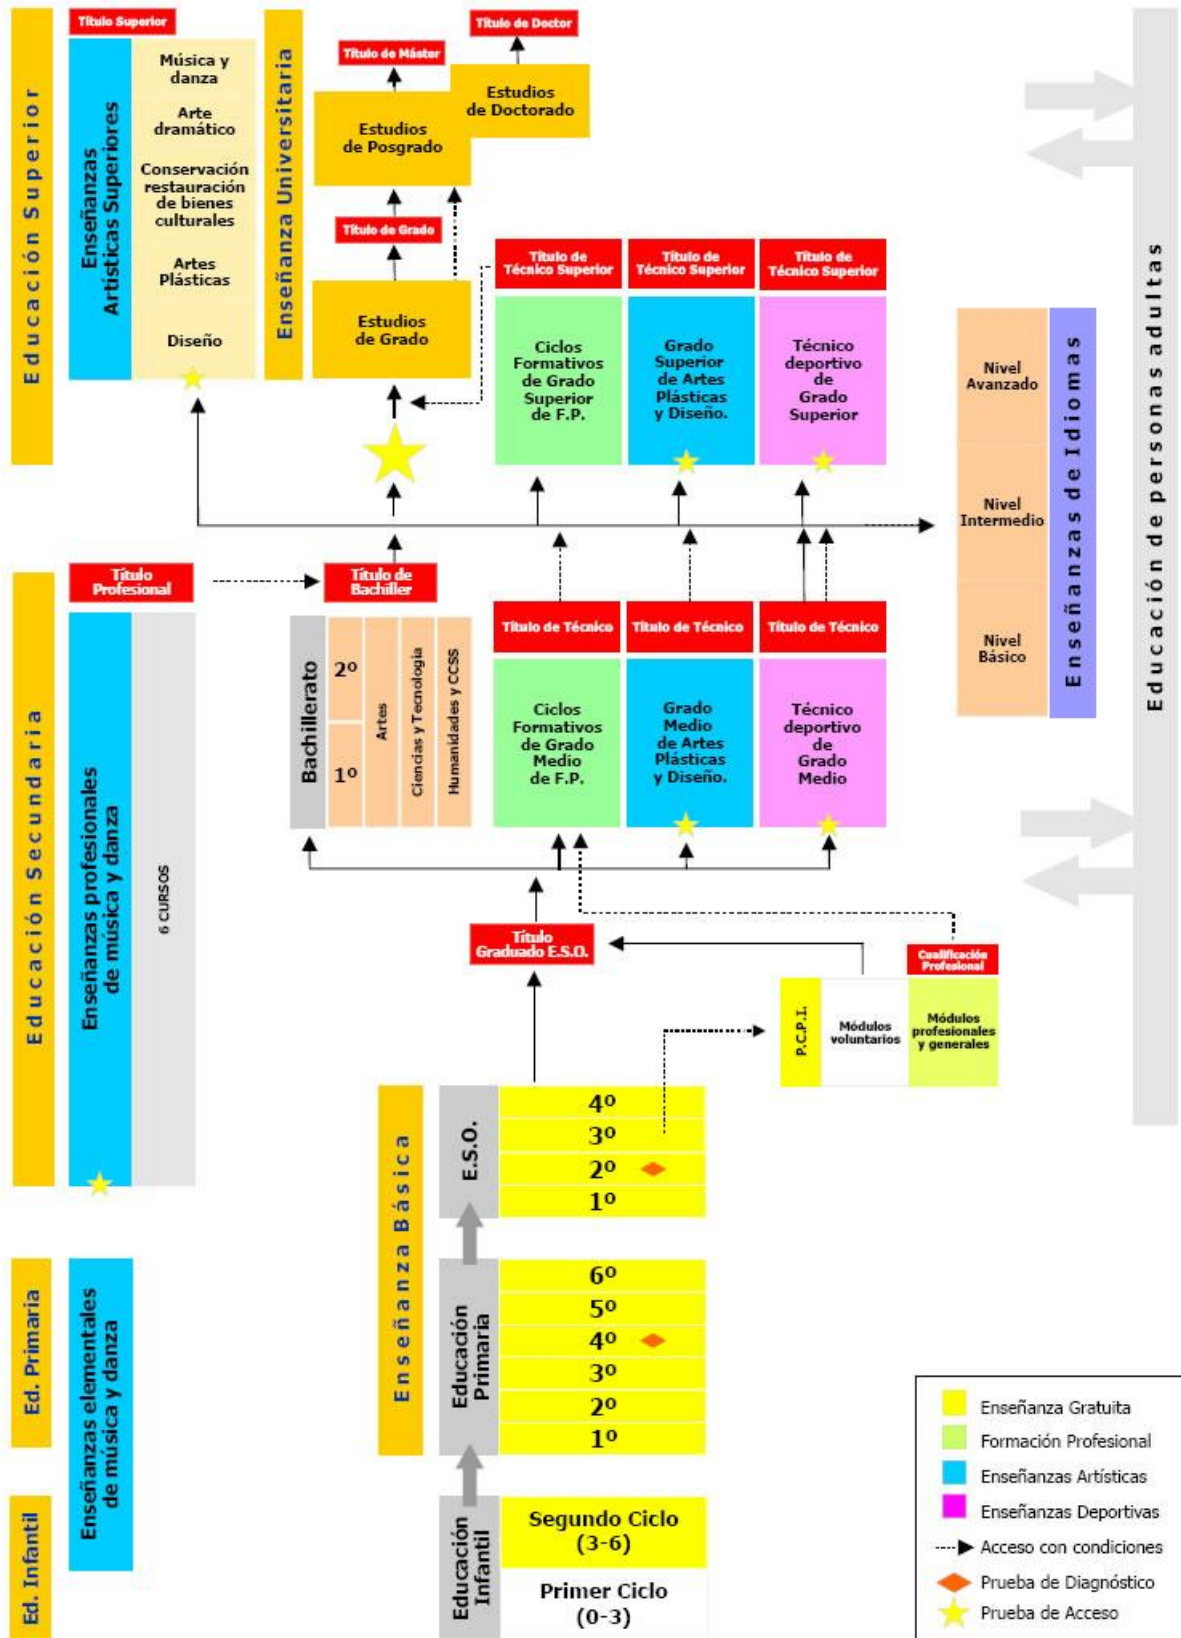 Educación Superior
Título Superior
Enseñanzas
Artísticas Superiores
Música y
danza
Arte
dramático
Conservación
restauración
de bienes
culturales
Artes
Plásticas
Diseño
Enseñanza Universitaria
Título de Máster
Título de Doctor
Estudios
de Posgrado
Estudios
de Doctorado
Título de Grado
Estudios
de Grado
Título de
Técnico Superior
Título de
Técnico Superior
Título de
Técnico Superior
Ciclos
Formativos
de Grado
Superior
de F.P.
Grado
Superior
de Artes
Plásticas
y Diseño.
Técnico
deportivo
de
Grado
Superior
Nivel
Avanzado
Nivel
Intermedio
Nivel
Básico
Enseñanzas de Idiomas
Educación de personas adultas
Educación Secundaria
Título
Profesional
Enseñanzas profesionales
de música y danza
6 CURSOS
Título de
Bachiller
Bachillerato
2º
1º
Artes
Ciencias y Tecnología
Humanidades y CCSS
Título de Técnico
Título de Técnico
Título de Técnico
Ciclos
Formativos
de Grado
Medio
de F.P.
Grado
Medio
de Artes
Plásticas
y Diseño.
Técnico
deportivo
de
Grado
Medio
Título
Graduado E.S.O.
Cualificación
Profesional
P.C.P.I.
Módulos
voluntarios
Módulos
profesionales
y generales
Enseñanza Básica
E.S.O.
4º
3º
2º
1º
Ed. Primaria
Enseñanzas elementales
de música y danza
Educación
Primaria
6º
5º
4º
3º
2º
1º
Ed. Infantil
Educación
Infantil
Segundo Ciclo
(3-6)
Primer Ciclo
(0-3)
Enseñanza Gratuita
Formación Profesional
Enseñanzas Artísticas
Enseñanzas Deportivas
Acceso con condiciones
Prueba de Diagnóstico
Prueba de Acceso